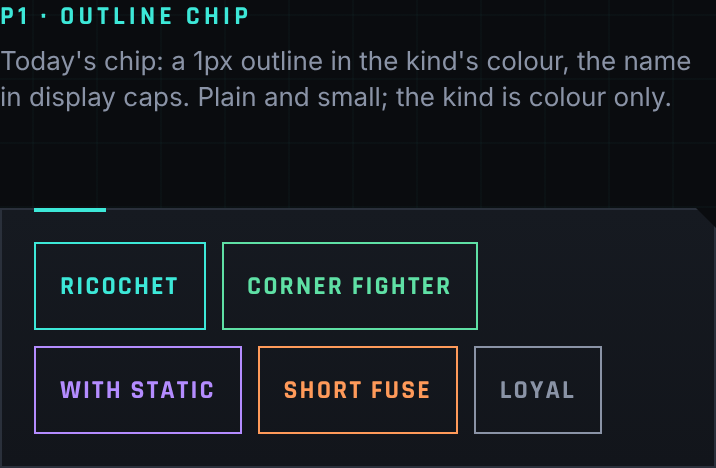 P1 · OUTLINE CHIP
Today's chip: a 1px outline in the kind's colour, the name
in display caps. Plain and small; the kind is colour only.
RICOCHET CORNER FIGHTER
WITH STATIC SHORT FUSE LOYAL